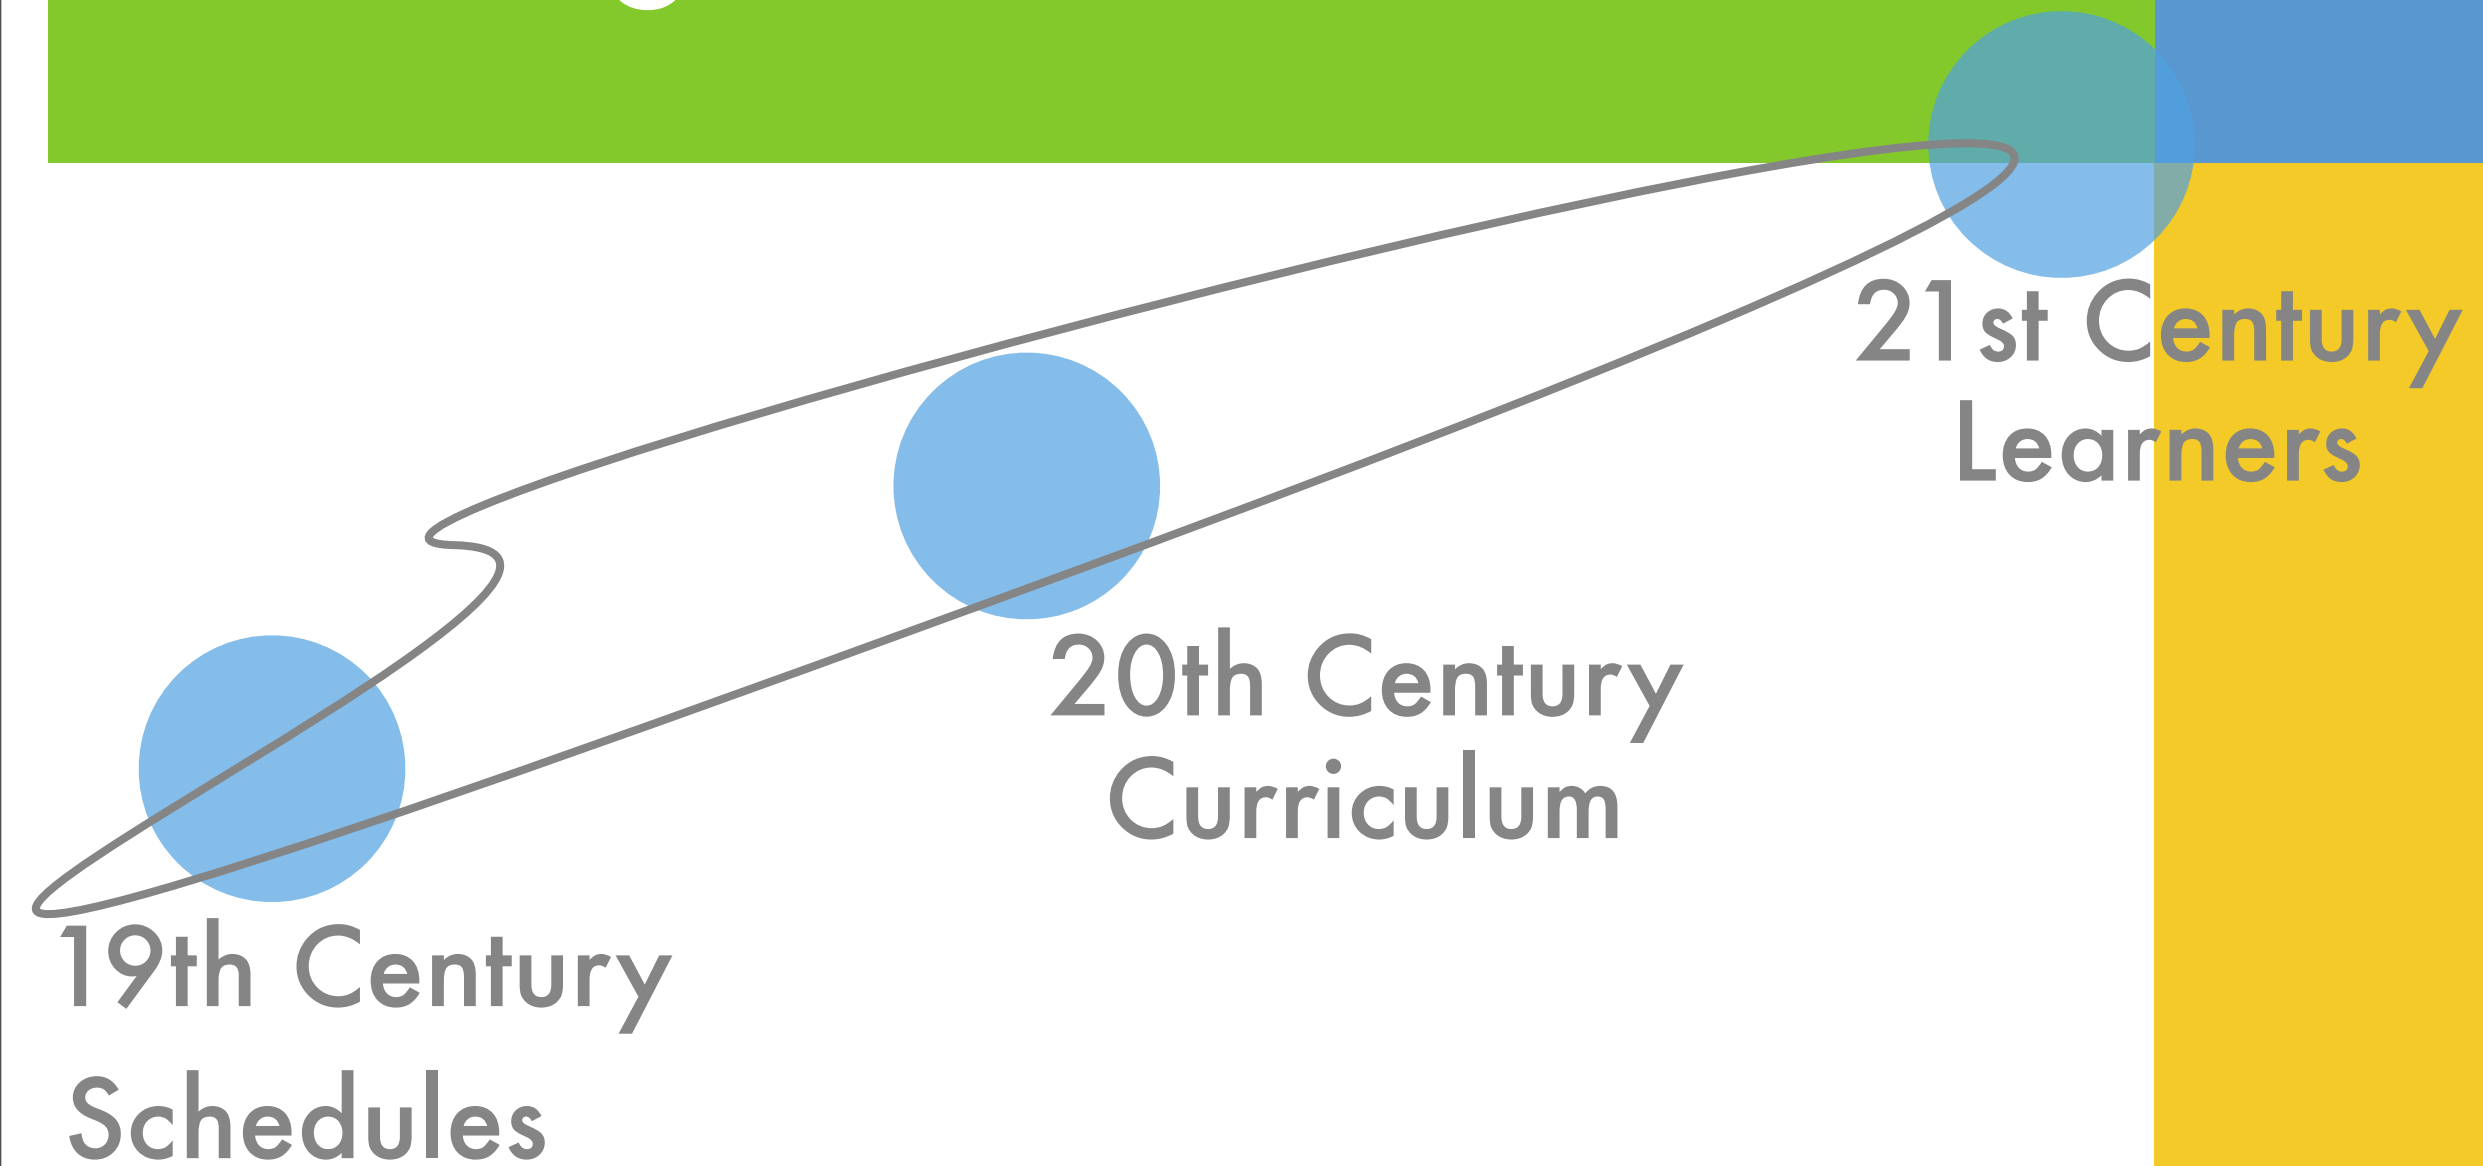 21st Century
Learners
20th Century
Curriculum
19th Century
Schedules